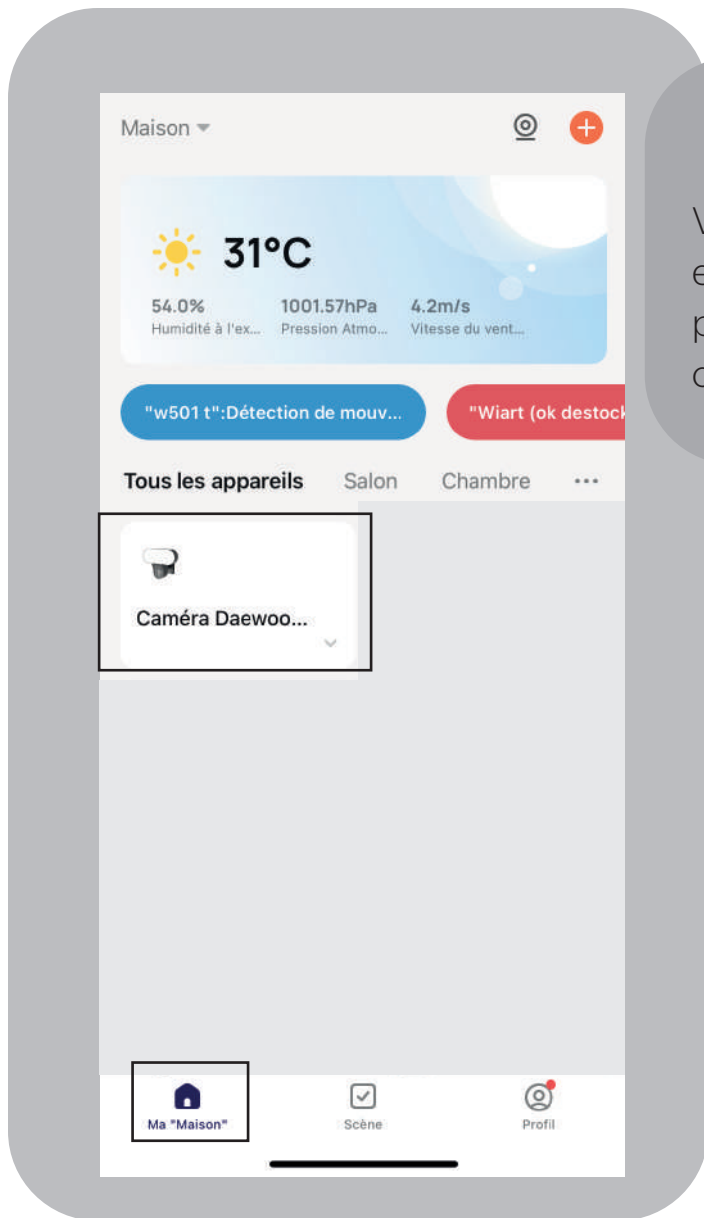 Maison
31°C
54.0% 1001.57hPa 4.2m/s
Humidité à l'ex... Pression Atmo... Vitesse du vent...
"w501 t":Détection de mouv... "Wiart (ok destock
Tous les appareils Salon Chambre ...
Caméra Daewoo...
Ma "Maison" Scène Profil